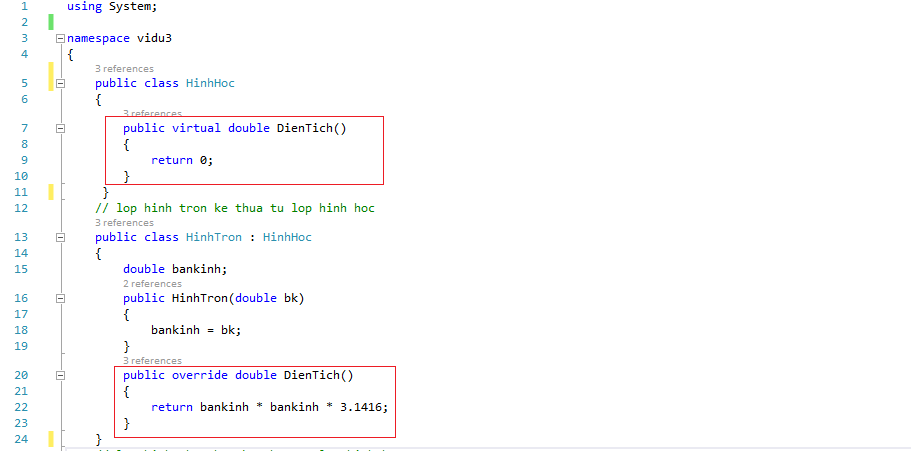 1 using System;
2
3 namespace vidu3
4 {
3 references
5 public class HinhHoc
6 {
3 references
7 public virtual double DienTich()
8 {
9 return 0;
10 }
11 }
12 // lop hinh tron ke thua tu lop hinh hoc
3 references
13 public class HinhTron : HinhHoc
14 {
15 double bankinh;
2 references
16 public HinhTron(double bk)
17 {
18 bankinh = bk;
19 }
3 references
20 public override double DienTich()
21 {
22 return bankinh * bankinh * 3.1416;
23 }
24 }